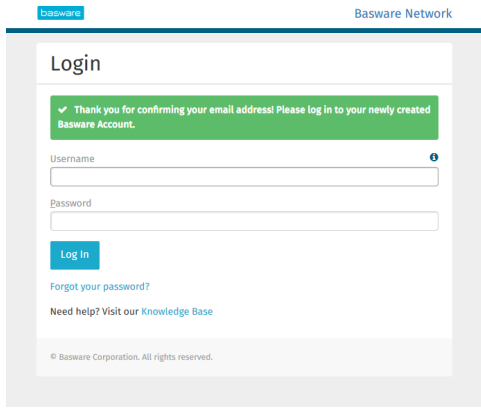 basware
Basware Network
Login
✔ Thank you for confirming your email address! Please log in to your newly created
Basware Account.
Username
Password
Log In
Forgot your password?
Need help? Visit our Knowledge Base
© Basware Corporation. All rights reserved.